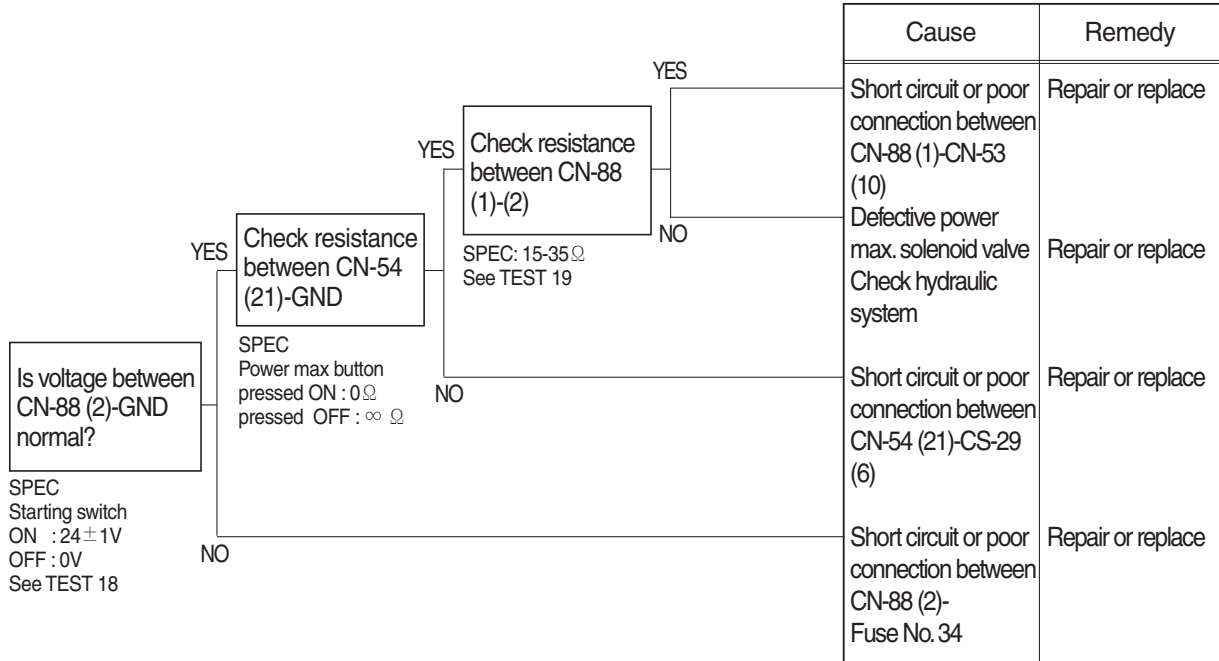 Cause
Remedy
YES
Short circuit or poor
connection between
CN-88 (1)-CN-53
(10)
Repair or replace
YES
Check resistance
between CN-88
(1)-(2)
NO
Defective power
max. solenoid valve
Check hydraulic
system
Repair or replace
SPEC: 15-35Ω
See TEST 19
YES
Check resistance
between CN-54
(21)-GND
SPEC
Power max button
pressed ON : 0Ω
pressed OFF : ∞ Ω
NO
Short circuit or poor
connection between
CN-54 (21)-CS-29
(6)
Repair or replace
Is voltage between
CN-88 (2)-GND
normal?
SPEC
Starting switch
ON : 24±1V
OFF : 0V
See TEST 18
NO
Short circuit or poor
connection between
CN-88 (2)-
Fuse No. 34
Repair or replace